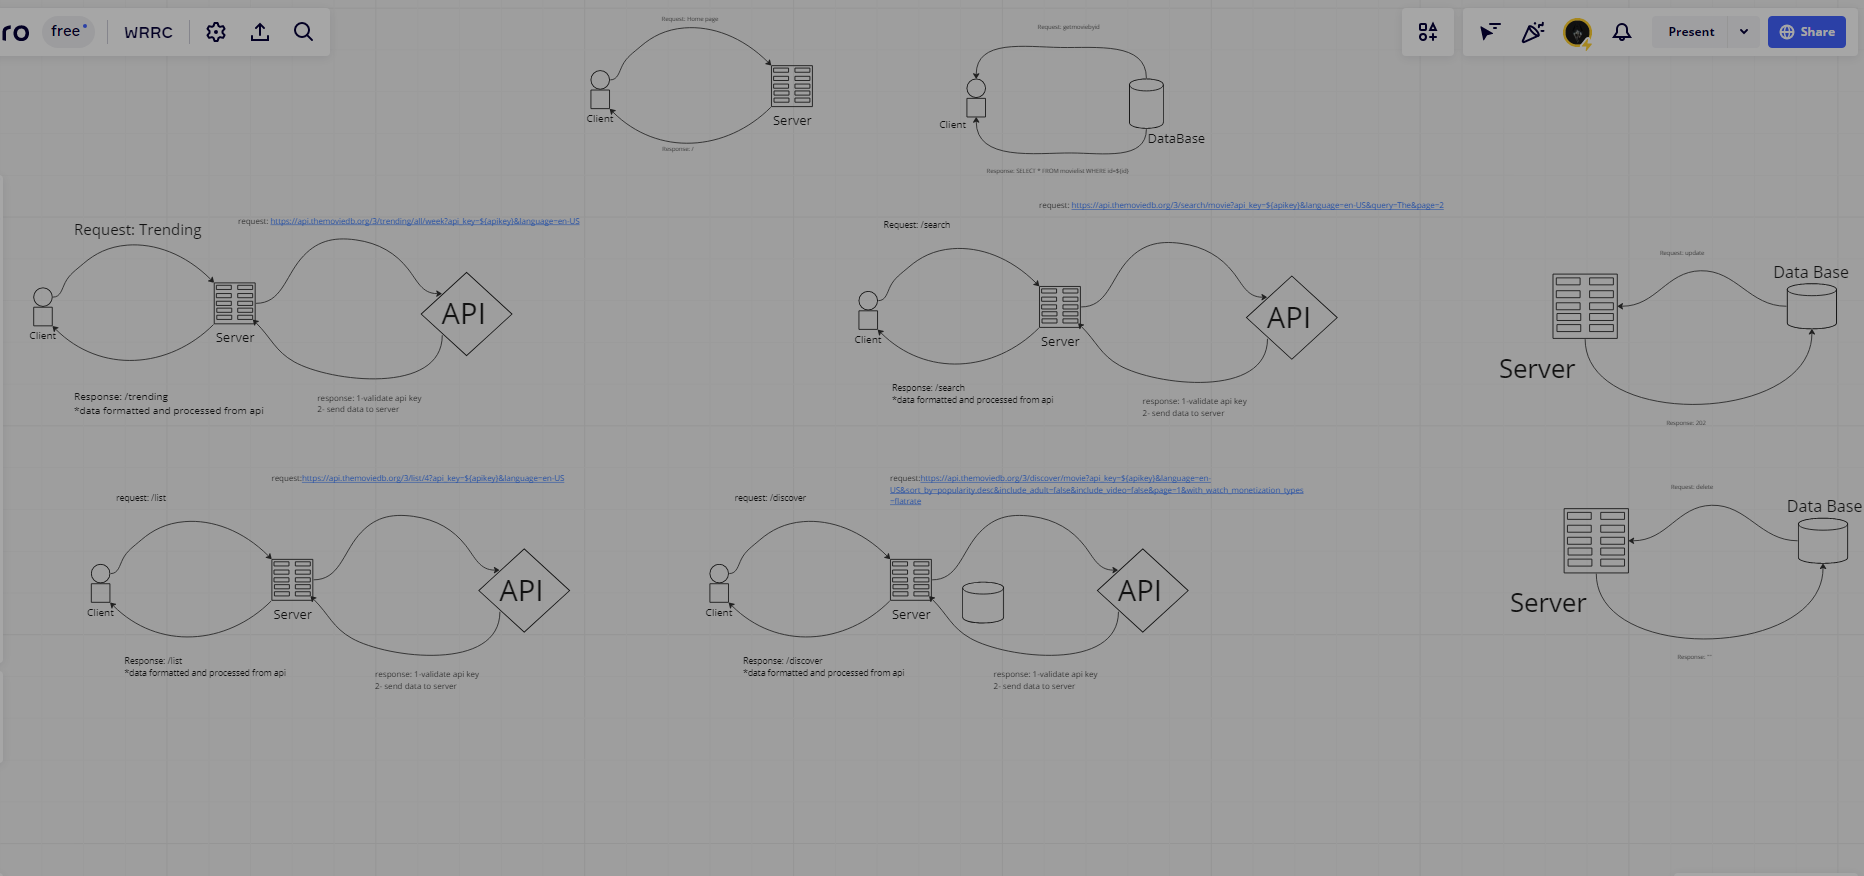 ro free WRRC
Present Share
Request: Home page
Client
Server
Response: /
Request: getmoviebyid
Client
DataBase
Response: SELECT * FROM movielist WHERE id=${id}
Request: Trending
request: https://api.themoviedb.org/3/trending/all/week?api_key=${apikey}&language=en-US
Client
Server
API
Response: /trending
*data formatted and processed from api
response: 1-validate api key
2- send data to server
Request: /search
request: https://api.themoviedb.org/3/search/movie?api_key=${apikey}&language=en-US&query=The&page=2
Client
Server
API
Response: /search
*data formatted and processed from api
response: 1-validate api key
2- send data to server
Request: update
Data Base
Server
Response: 202
request: /list
request:https://api.themoviedb.org/3/list/4?api_key=${apikey}&language=en-US
Client
Server
API
Response: /list
*data formatted and processed from api
response: 1-validate api key
2- send data to server
request: /discover
request:https://api.themoviedb.org/3/discover/movie?api_key=${apikey}&language=en-
US&sort_by=popularity.desc&include_adult=false&include_video=false&page=1&with_watch_monetization_types
=flatrate
Client
Server
API
Response: /discover
*data formatted and processed from api
response: 1-validate api key
2- send data to server
Request: delete
Data Base
Server
Response: ""